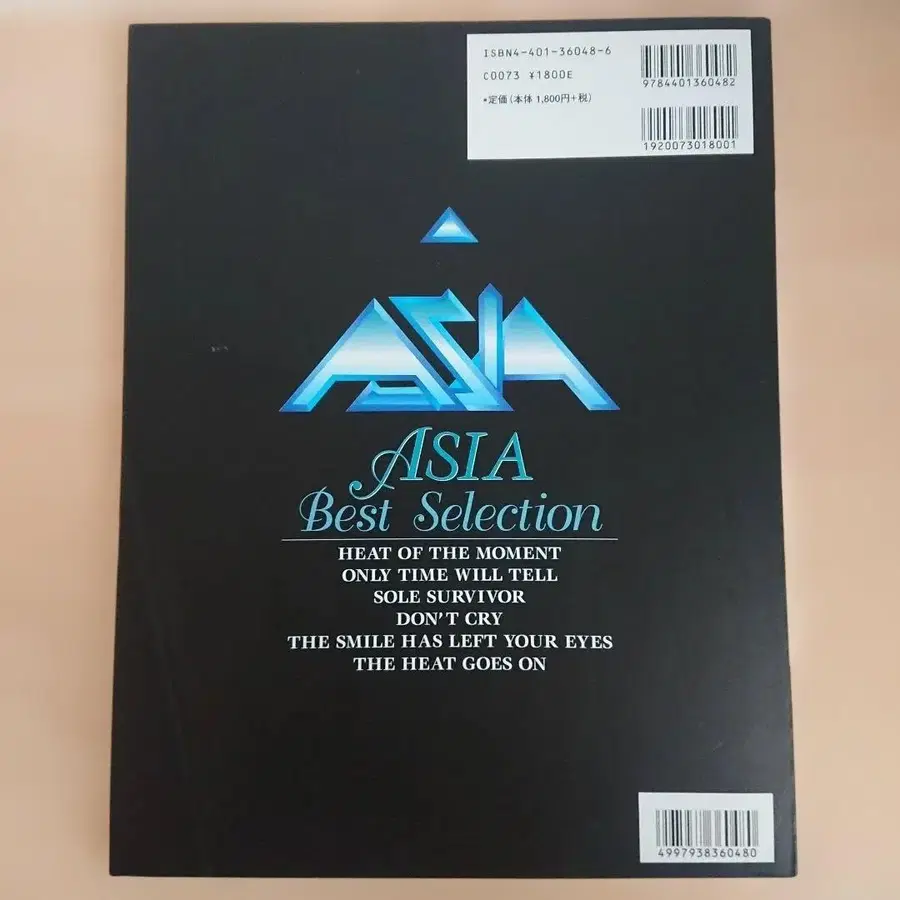 ISBN4-401-36048-6
C0073 ¥1800E
•定価(本体 1,800円+税)
9784401360482
1920073018001
ASIA
ASIA
Best Selection
HEAT OF THE MOMENT
ONLY TIME WILL TELL
SOLE SURVIVOR
DON'T CRY
THE SMILE HAS LEFT YOUR EYES
THE HEAT GOES ON
4997938360480